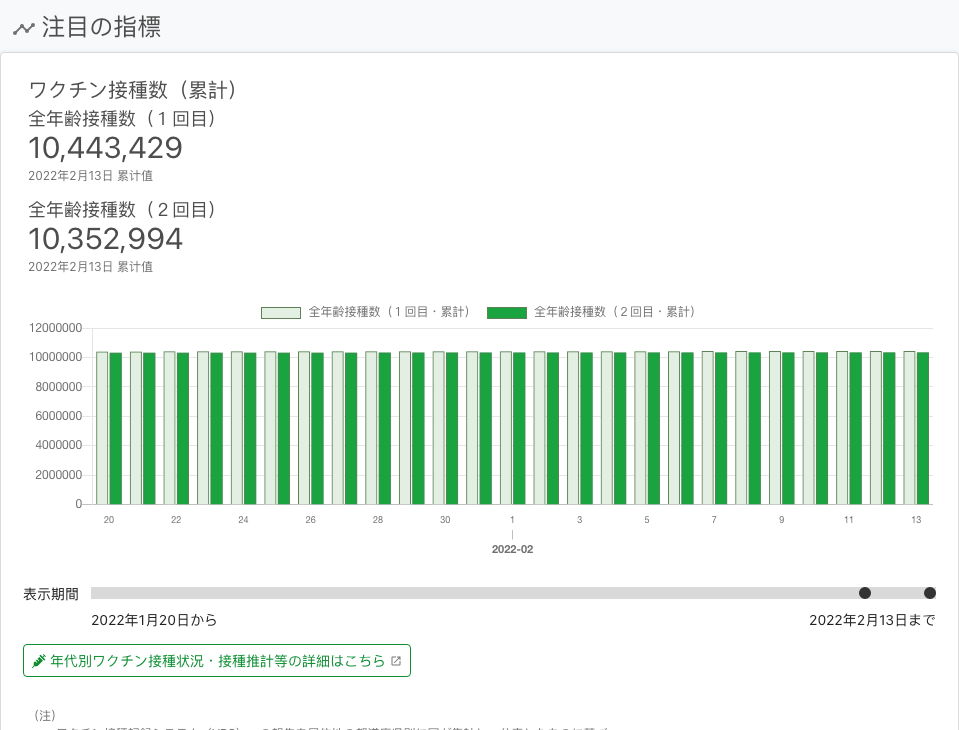 注目の指標
ワクチン接種数（累計）
全年齢接種数（１回目）
10,443,429
2022年2月13日 累计值
全年齢接種数（２回目）
10,352,994
2022年2月13日 累计值
全年齢接種数（１回目・累計） 全年齢接種数（２回目・累計）
12000000
10000000
8000000
6000000
4000000
2000000
0
20 22 24 26 28 30 1 3 5 7 9 11 13
2022-02
表示期間
2022年1月20日から 2022年2月13日まで
年代別ワクチン接種状況・接種推計等の詳細はこちら
（注）